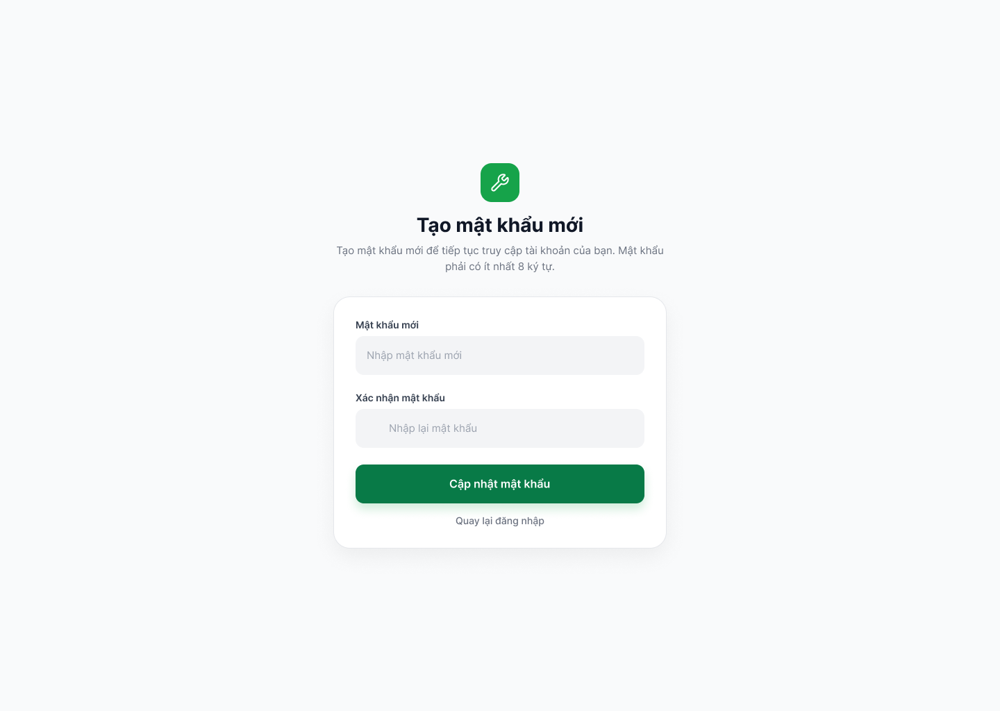 Tạo mật khẩu mới
Tạo mật khẩu mới để tiếp tục truy cập tài khoản của bạn. Mật khẩu
phải có ít nhất 8 ký tự.
Mật khẩu mới
Nhập mật khẩu mới
Xác nhận mật khẩu
Nhập lại mật khẩu
Cập nhật mật khẩu
Quay lại đăng nhập